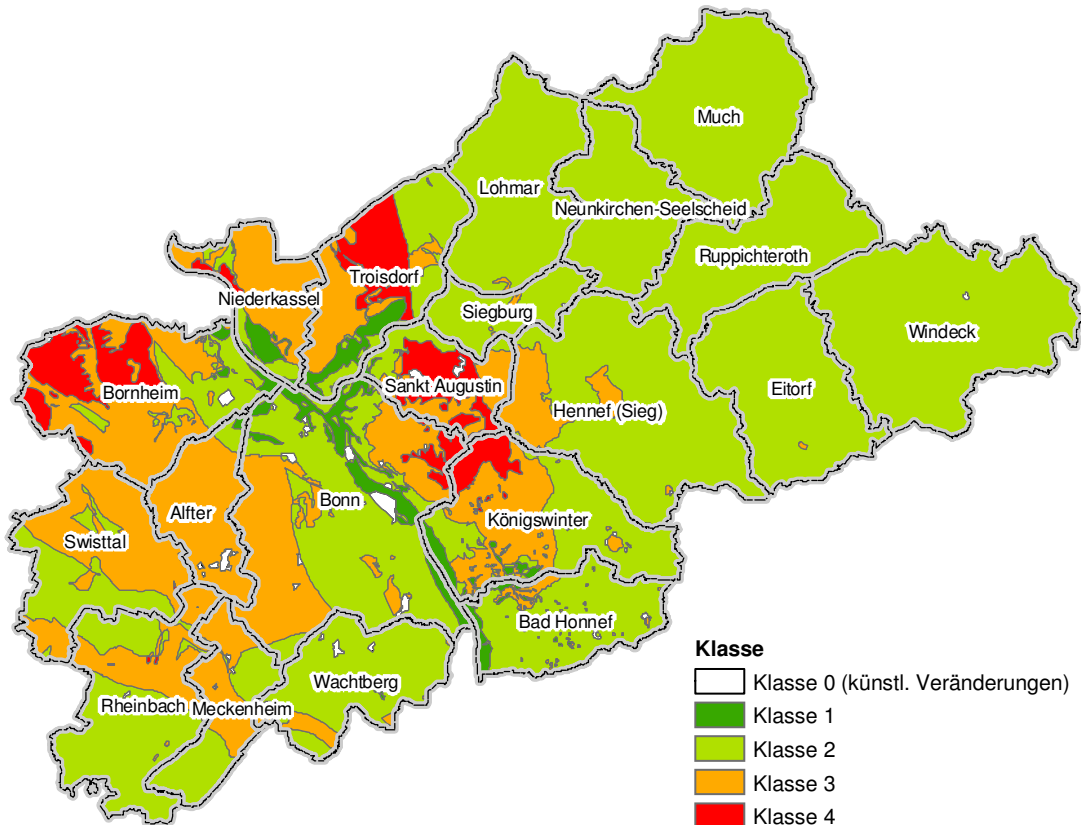 Much
Lohmar
Neunkirchen-Seelscheid
Ruppichteroth
Troisdorf
Niederkassel
Siegburg
Windeck
Bornheim
Sankt Augustin
Eitorf
Hennef (Sieg)
Bonn
Alfter
Königswinter
Swisttal
Bad Honnef
Wachtberg
Rheinbach
Meckenheim
Klasse
Klasse 0 (künstl. Veränderungen)
Klasse 1
Klasse 2
Klasse 3
Klasse 4